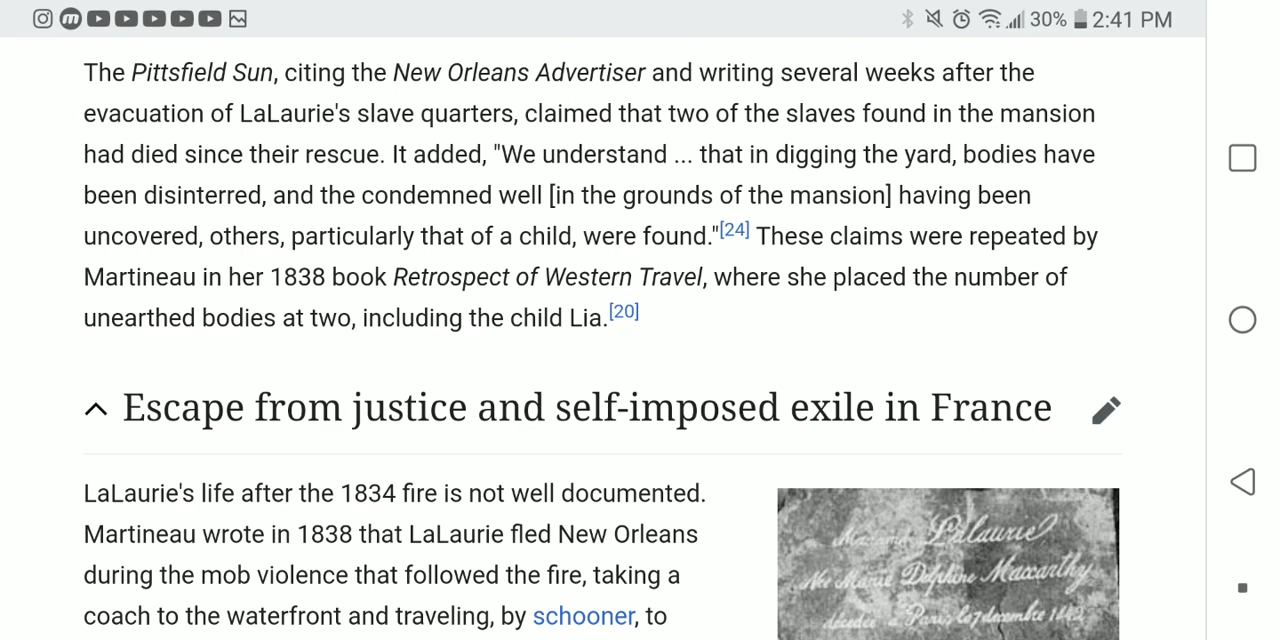 30% 2:41 PM
The Pittsfield Sun, citing the New Orleans Advertiser and writing several weeks after the
evacuation of LaLaurie's slave quarters, claimed that two of the slaves found in the mansion
had died since their rescue. It added, "We understand ... that in digging the yard, bodies have
been disinterred, and the condemned well [in the grounds of the mansion] having been
uncovered, others, particularly that of a child, were found."[24] These claims were repeated by
Martineau in her 1838 book Retrospect of Western Travel, where she placed the number of
unearthed bodies at two, including the child Lia.[20]
Escape from justice and self-imposed exile in France
LaLaurie's life after the 1834 fire is not well documented.
Martineau wrote in 1838 that LaLaurie fled New Orleans
during the mob violence that followed the fire, taking a
coach to the waterfront and traveling, by schooner, to
Madame Lalaurie
Née Marie Delphine Maccarthy
décédée à Paris le 7 decembre